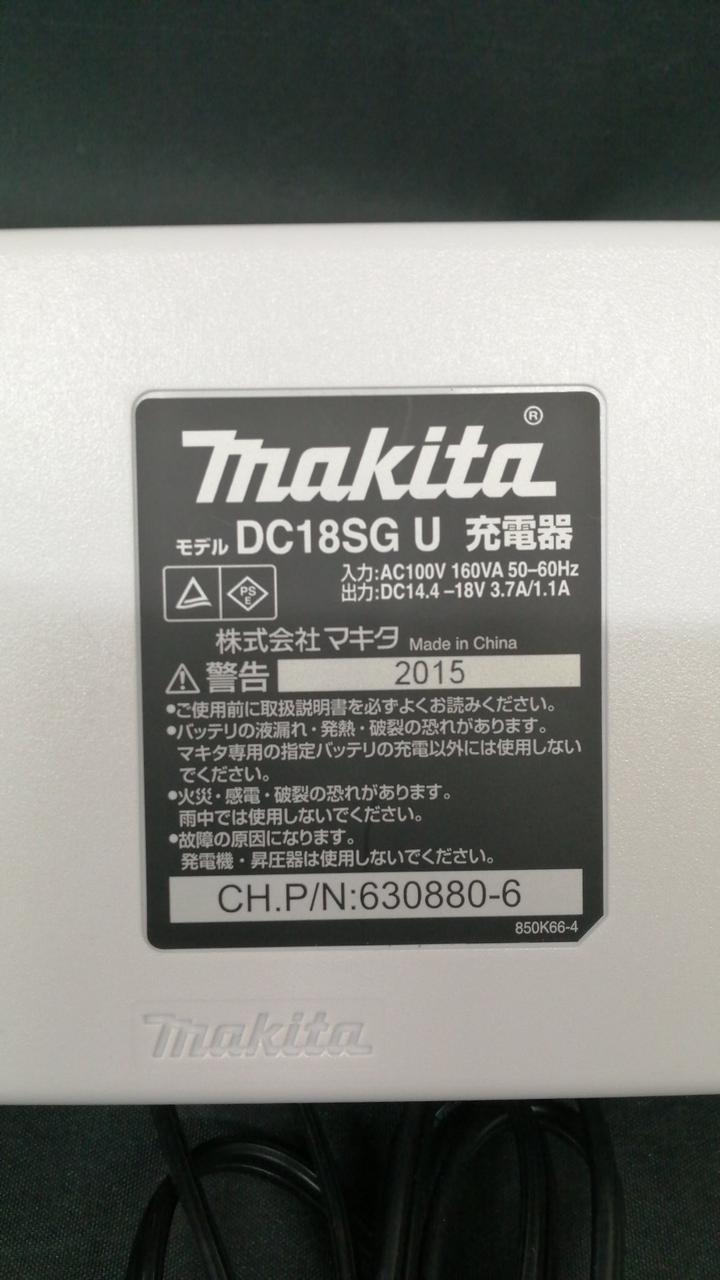 makita®
モデル DC18SG U 充電器
PS
E
入力:AC100V 160VA 50–60Hz
出力:DC14.4 –18V 3.7A/1.1A
株式会社マキタ Made in China
警告 2015
•ご使用前に取扱説明書を必ずよくお読みください。
•バッテリの液漏れ・発熱・破裂の恐れがあります。
マキタ専用の指定バッテリの充電以外には使用しない
でください。
•火災・感電・破裂の恐れがあります。
雨中では使用しないでください。
•故障の原因になります。
発電機・昇圧器は使用しないでください。
CH.P/N:630880-6
850K66-4
makita